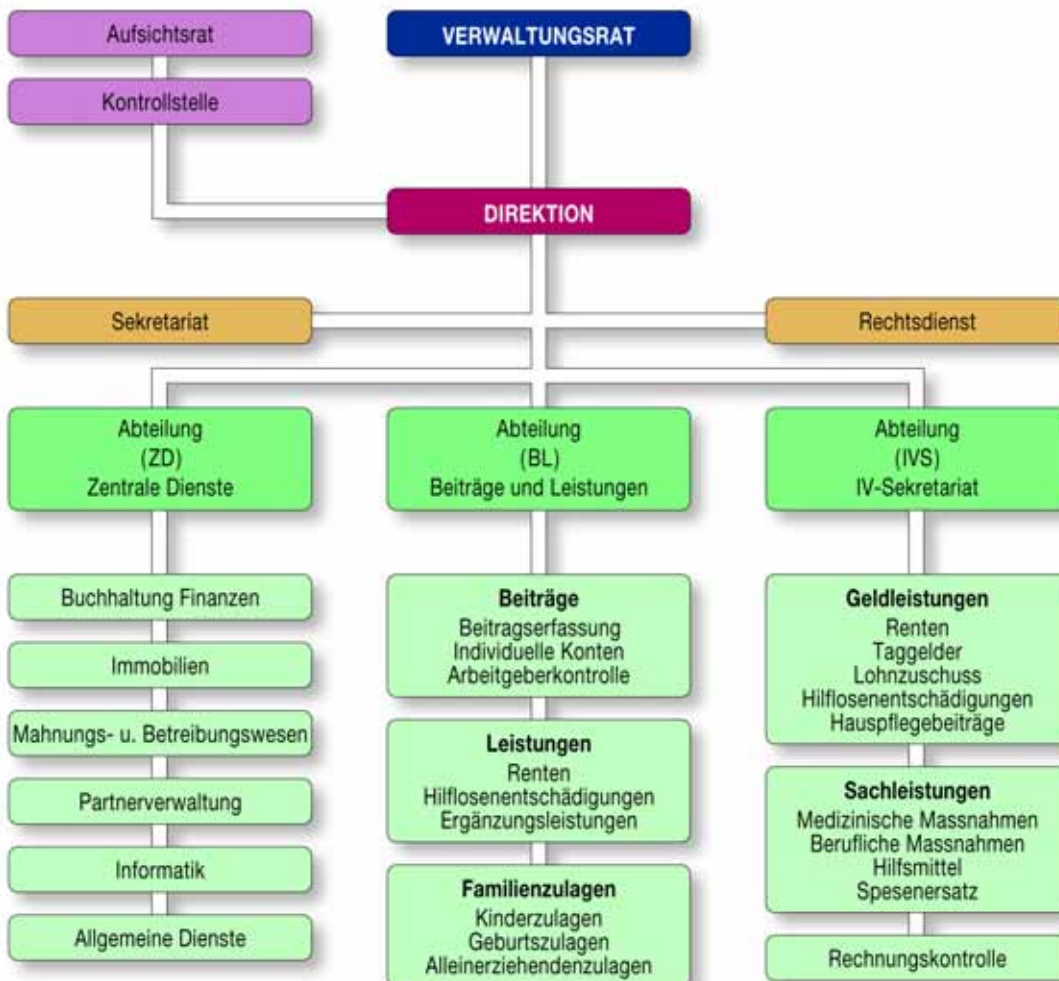 Aufsichtsrat
VERWALTUNGSRAT
Kontrollstelle
DIREKTION
Sekretariat
Rechtsdienst
Abteilung
(ZD)
Zentrale Dienste
Abteilung
(BL)
Beiträge und Leistungen
Abteilung
(IVS)
IV-Sekretariat
Buchhaltung Finanzen
Immobilien
Mahnungs- u. Betreibungswesen
Partnerverwaltung
Informatik
Allgemeine Dienste
Beiträge
Beitragserfassung
Individuelle Konten
Arbeitgeberkontrolle
Leistungen
Renten
Hilflosenentschädigungen
Ergänzungsleistungen
Familienzulagen
Kinderzulagen
Geburtszulagen
Alleinerziehendenzulagen
Geldleistungen
Renten
Taggelder
Lohnzuschuss
Hilflosenentschädigungen
Hauspflegebeiträge
Sachleistungen
Medizinische Massnahmen
Berufliche Massnahmen
Hilfsmittel
Spesenersatz
Rechnungskontrolle